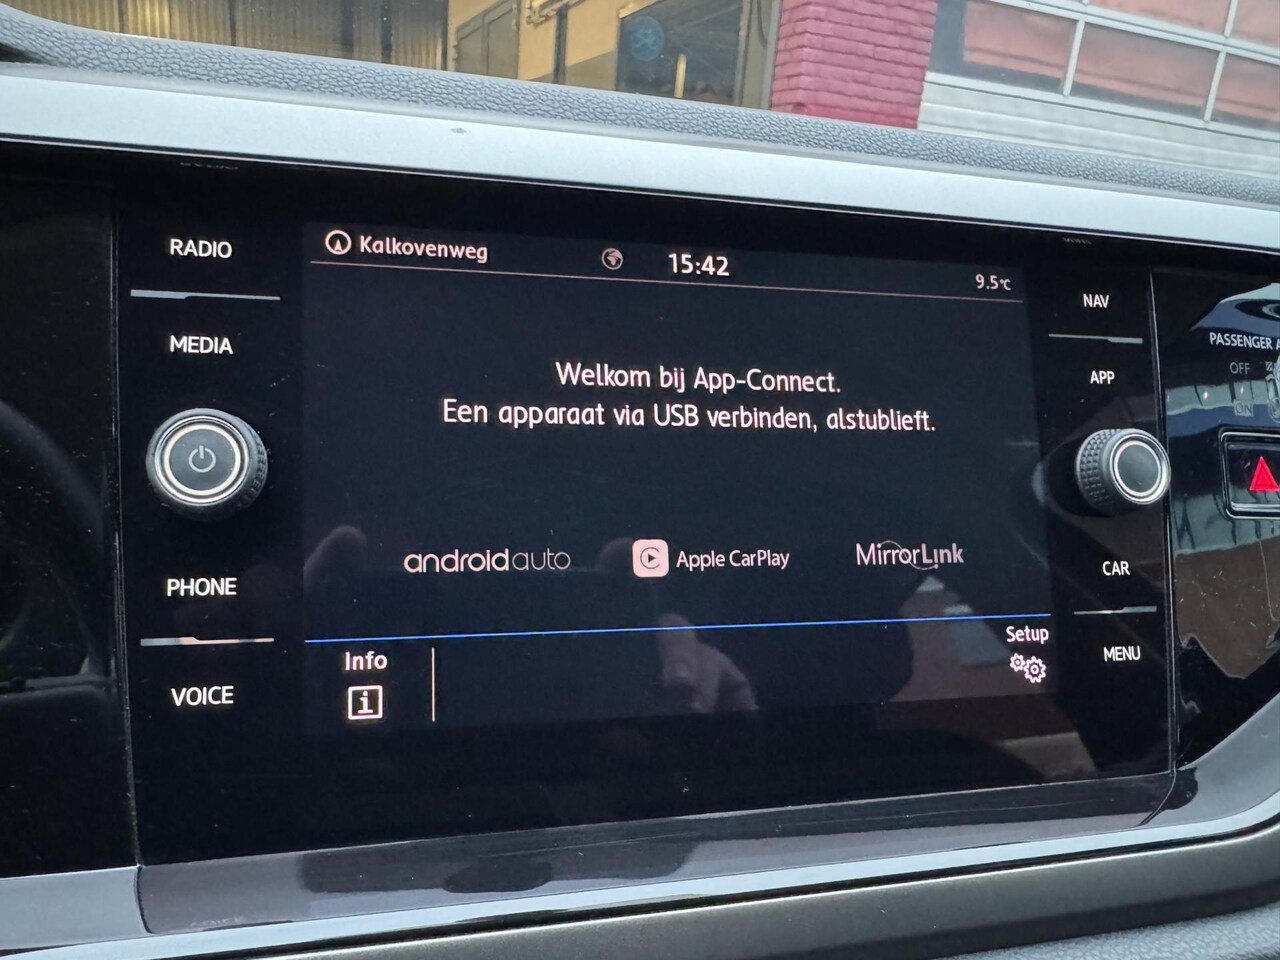 RADIO
MEDIA
PHONE
VOICE
Kalkovenweg
15:42
9.5°C
Welkom bij App-Connect.
Een apparaat via USB verbinden, alstublieft.
androidauto
Apple CarPlay
MirrorLink
Info
i
Setup
NAV
APP
CAR
MENU
PASSENGER A
OFF
ON